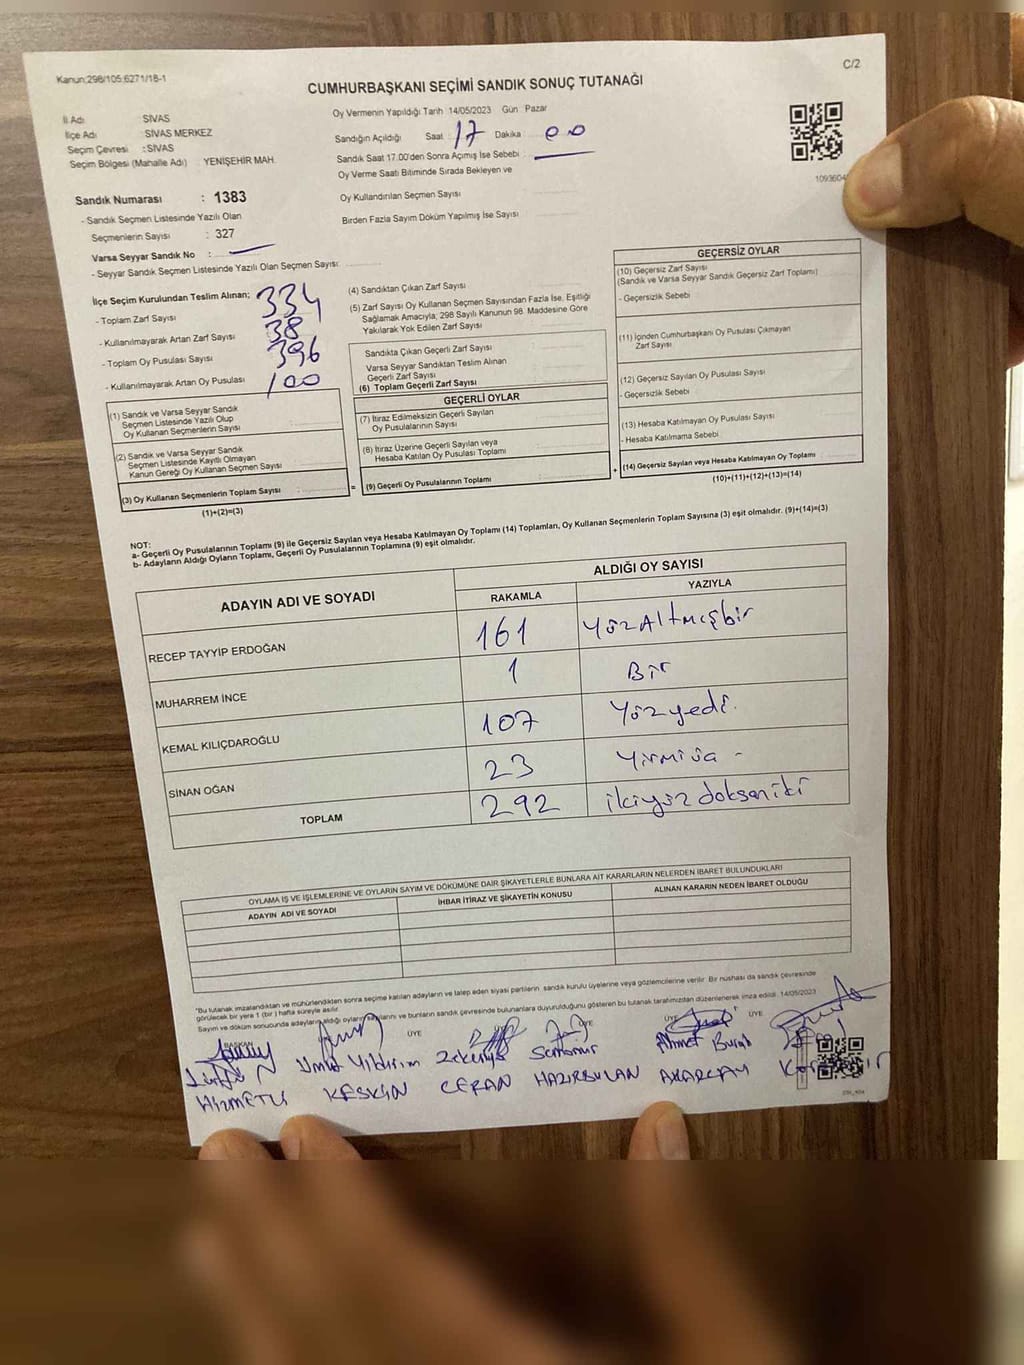 Kanun;298/105;6271/18-1
C/2
CUMHURBAŞKANI SEÇİMİ SANDIK SONUÇ TUTANAĞI
İl Adı SİVAS
İlçe Adı : SİVAS MERKEZ
Seçim Çevresi : SİVAS
Seçim Bölgesi (Mahalle Adı) : YENİŞEHİR MAH.
Oy Vermenin Yapıldığı Tarih 14/05/2023 Gün Pazar
Sandığın Açıldığı Saat : 17 Dakika 00
Sandık Saat 17.00'den Sonra Açımış İse Sebebi :
Oy Verme Saati Bitiminde Sırada Bekleyen ve
Oy Kullandırılan Seçmen Sayısı
Birden Fazla Sayım Döküm Yapılmış İse Sayısı
Sandık Numarası : 1383
- Sandık Seçmen Listesinde Yazılı Olan
Seçmenlerin Sayısı : 327
Varsa Seyyar Sandık No :
- Seyyar Sandık Seçmen Listesinde Yazılı Olan Seçmen Sayısı:
İlçe Seçim Kurulundan Teslim Alınan;
- Toplam Zarf Sayısı 334
- Kullanılmayarak Artan Zarf Sayısı 38
- Toplam Oy Pusulası Sayısı 396
- Kullanılmayarak Artan Oy Pusulası 100
(4) Sandıktan Çıkan Zarf Sayısı
(5) Zarf Sayısı Oy Kullanan Seçmen Sayısından Fazla İse, Eşitliği
Sağlamak Amacıyla; 298 Sayılı Kanunun 98. Maddesine Göre
Yakılarak Yok Edilen Zarf Sayısı
Sandıkta Çıkan Geçerli Zarf Sayısı
Varsa Seyyar Sandıktan Teslim Alınan
Geçerli Zarf Sayısı
(6) Toplam Geçerli Zarf Sayısı
GEÇERSİZ OYLAR
(10) Geçersiz Zarf Sayısı
(Sandık ve Varsa Seyyar Sandık Geçersiz Zarf Toplamı)
- Geçersizlik Sebebi
(11) İçinden Cumhurbaşkanı Oy Pusulası Çıkmayan
Zarf Sayısı
(12) Geçersiz Sayılan Oy Pusulası Sayısı
- Geçersizlik Sebebi
(13) Hesaba Katılmayan Oy Pusulası Sayısı
- Hesaba Katılmama Sebebi
(14) Geçersiz Sayılan veya Hesaba Katılmayan Oy Toplamı
(10)+(11)+(12)+(13)=(14)
(1) Sandık ve Varsa Seyyar Sandık
Seçmen Listesinde Yazılı Olup
Oy Kullanan Seçmenlerin Sayısı
(2) Sandık ve Varsa Seyyar Sandık
Seçmen Listesinde Kayıtlı Olmayan
Kanun Gereği Oy Kullanan Seçmen Sayısı
(3) Oy Kullanan Seçmenlerin Toplam Sayısı
(1)+(2)=(3)
GEÇERLİ OYLAR
(7) İtiraz Edilmeksizin Geçerli Sayılan
Oy Pusulalarının Sayısı
(8) İtiraz Üzerine Geçerli Sayılan veya
Hesaba Katılan Oy Pusulası Toplamı
(9) Geçerli Oy Pusulalarının Toplamı
NOT:
a- Geçerli Oy Pusulalarının Toplamı (9) ile Geçersiz Sayılan veya Hesaba Katılmayan Oy Toplamı (14) Toplamları, Oy Kullanan Seçmenlerin Toplam Sayısına (3) eşit olmalıdır. (9)+(14)=(3)
b- Adayların Aldığı Oyların Toplamı, Geçerli Oy Pusulalarının Toplamına (9) eşit olmalıdır.
ADAYIN ADI VE SOYADI ALDIĞI OY SAYISI
RAKAMLA YAZIYLA
RECEP TAYYİP ERDOĞAN 161 YüzAltmışbir
MUHARREM İNCE 1 Bir
KEMAL KILIÇDAROĞLU 107 Yüzyedi.
SİNAN OĞAN 23 Yirmiüç -
TOPLAM 292 ikiyüzdoksaniki
OYLAMA İŞ VE İŞLEMLERİNE VE OYLARIN SAYIM VE DÖKÜMÜNE DAİR ŞİKAYETLERLE BUNLARA AİT KARARLARIN NELERDEN İBARET BULUNDUKLARI
ADAYIN ADI VE SOYADI İHBAR İTİRAZ VE ŞİKAYETİN KONUSU ALINAN KARARIN NEDEN İBARET OLDUĞU
"Bu tutanak imzalandıktan ve mühürlendikten sonra seçime katılan adayların ve talep eden siyasi partilerin sandık kurulu üyelerine veya gözlemcilerine verilir. Bir nüshası da sandık çevresinde
görülecek bir yere 1 (bir) hafta süreyle asılır.
Sayım ve döküm sonucunda adayların aldığı oyların sayılarını ve bunların sandık çevresinde bulunanlara duyurulduğunu gösteren bu tutanak tarafımızdan düzenlenerek imza edildi. 14/05/2023
BAŞKAN ÜYE ÜYE ÜYE ÜYE
Umut Yıldırım Zekeriya Semanur Ahmet Burak
HİZMETLİ KESKİN CERAN HAZIRBULAN AKARÇAY